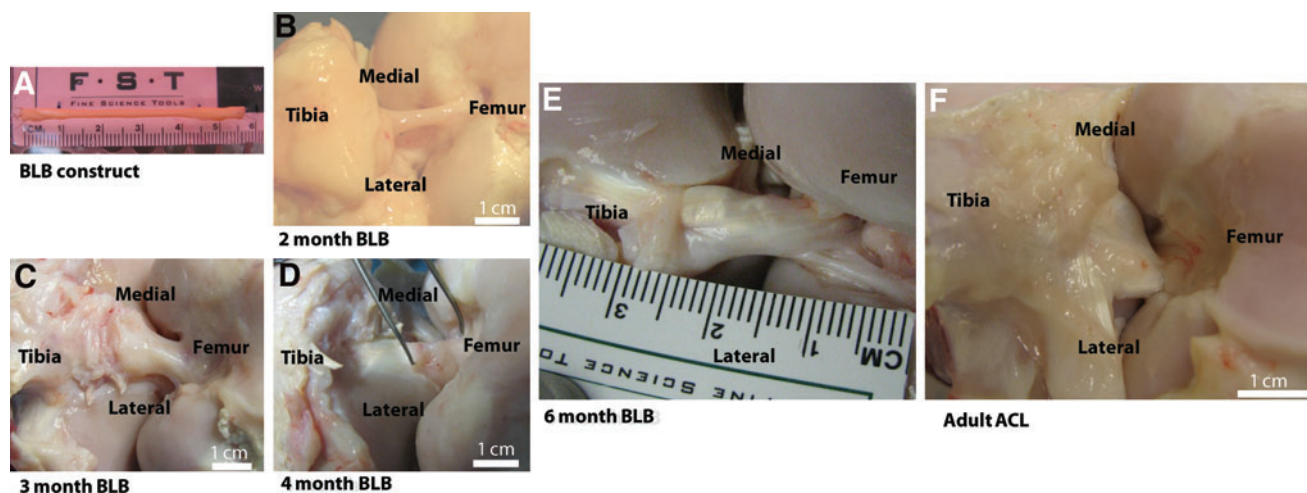 A
F · S · T
FINE SCIENCE TOOLS
CM 1 2 3 4 5 6
BLB construct
B
Medial
Tibia
Femur
Lateral
1 cm
2 month BLB
C
Medial
Tibia
Femur
Lateral
1 cm
3 month BLB
D
Medial
Tibia
Femur
Lateral
1 cm
4 month BLB
E
Medial
Femur
Tibia
3 2 1 CM
Lateral
FINE SCIENCE TO
6 month BLB
F
Medial
Tibia
Femur
Lateral
1 cm
Adult ACL